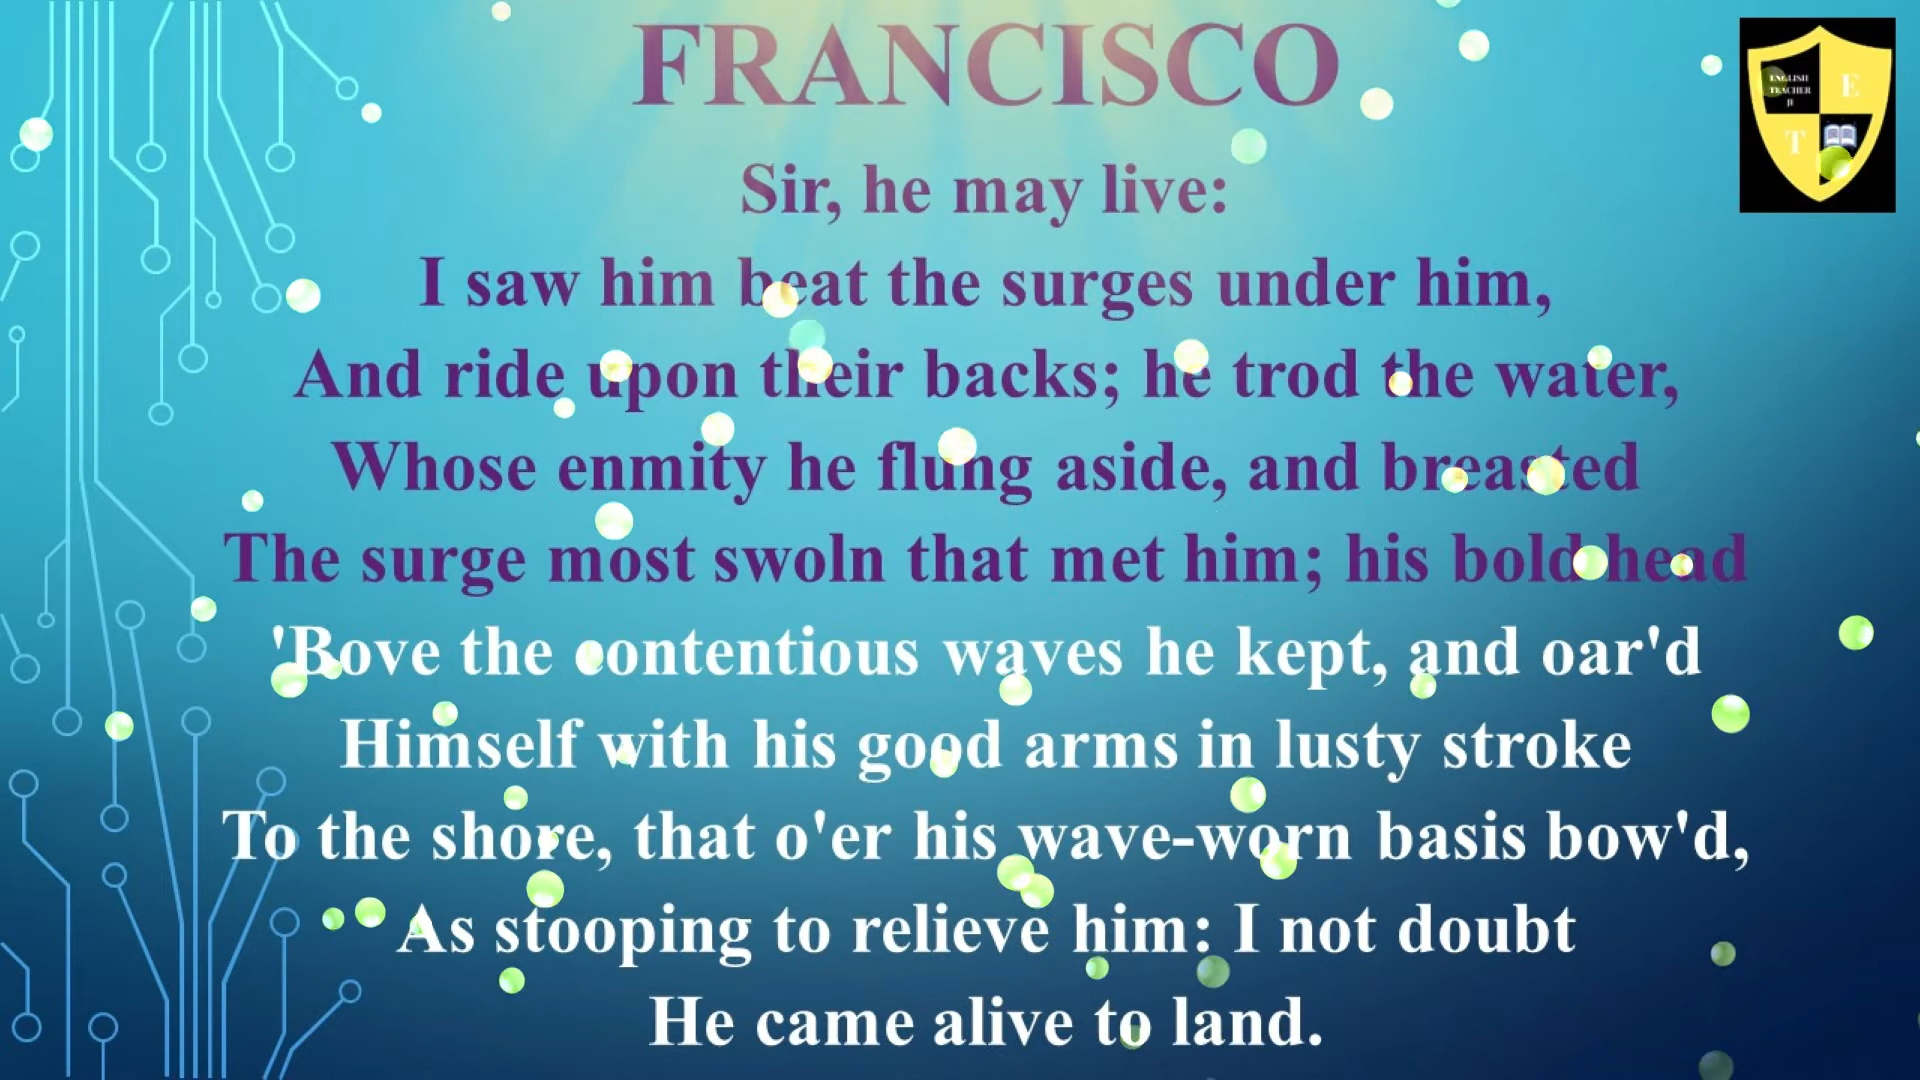 FRANCISCO
ENGLISH
TEACHER
JI
E
T
Sir, he may live:
I saw him beat the surges under him,
And ride upon their backs; he trod the water,
Whose enmity he flung aside, and breasted
The surge most swoln that met him; his bold head
'Bove the contentious waves he kept, and oar'd
Himself with his good arms in lusty stroke
To the shore, that o'er his wave-worn basis bow'd,
As stooping to relieve him: I not doubt
He came alive to land.